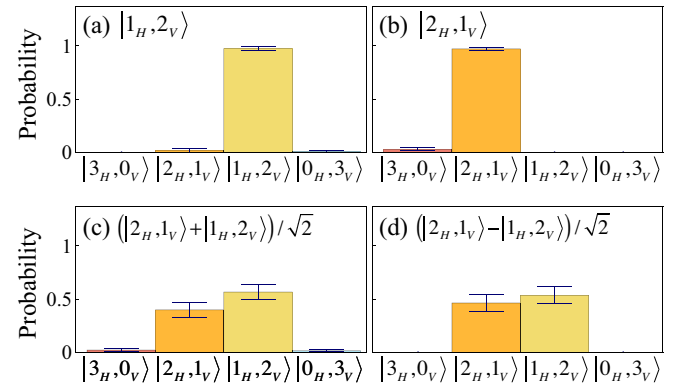 (a) |1_H,2_V⟩
(b) |2_H,1_V⟩
Probability
1
0.5
0
|3_H,0_V⟩ |2_H,1_V⟩ |1_H,2_V⟩ |0_H,3_V⟩
|3_H,0_V⟩ |2_H,1_V⟩ |1_H,2_V⟩ |0_H,3_V⟩
(c) (|2_H,1_V⟩+|1_H,2_V⟩)/√2
(d) (|2_H,1_V⟩−|1_H,2_V⟩)/√2
Probability
1
0.5
0
|3_H,0_V⟩ |2_H,1_V⟩ |1_H,2_V⟩ |0_H,3_V⟩
|3_H,0_V⟩ |2_H,1_V⟩ |1_H,2_V⟩ |0_H,3_V⟩